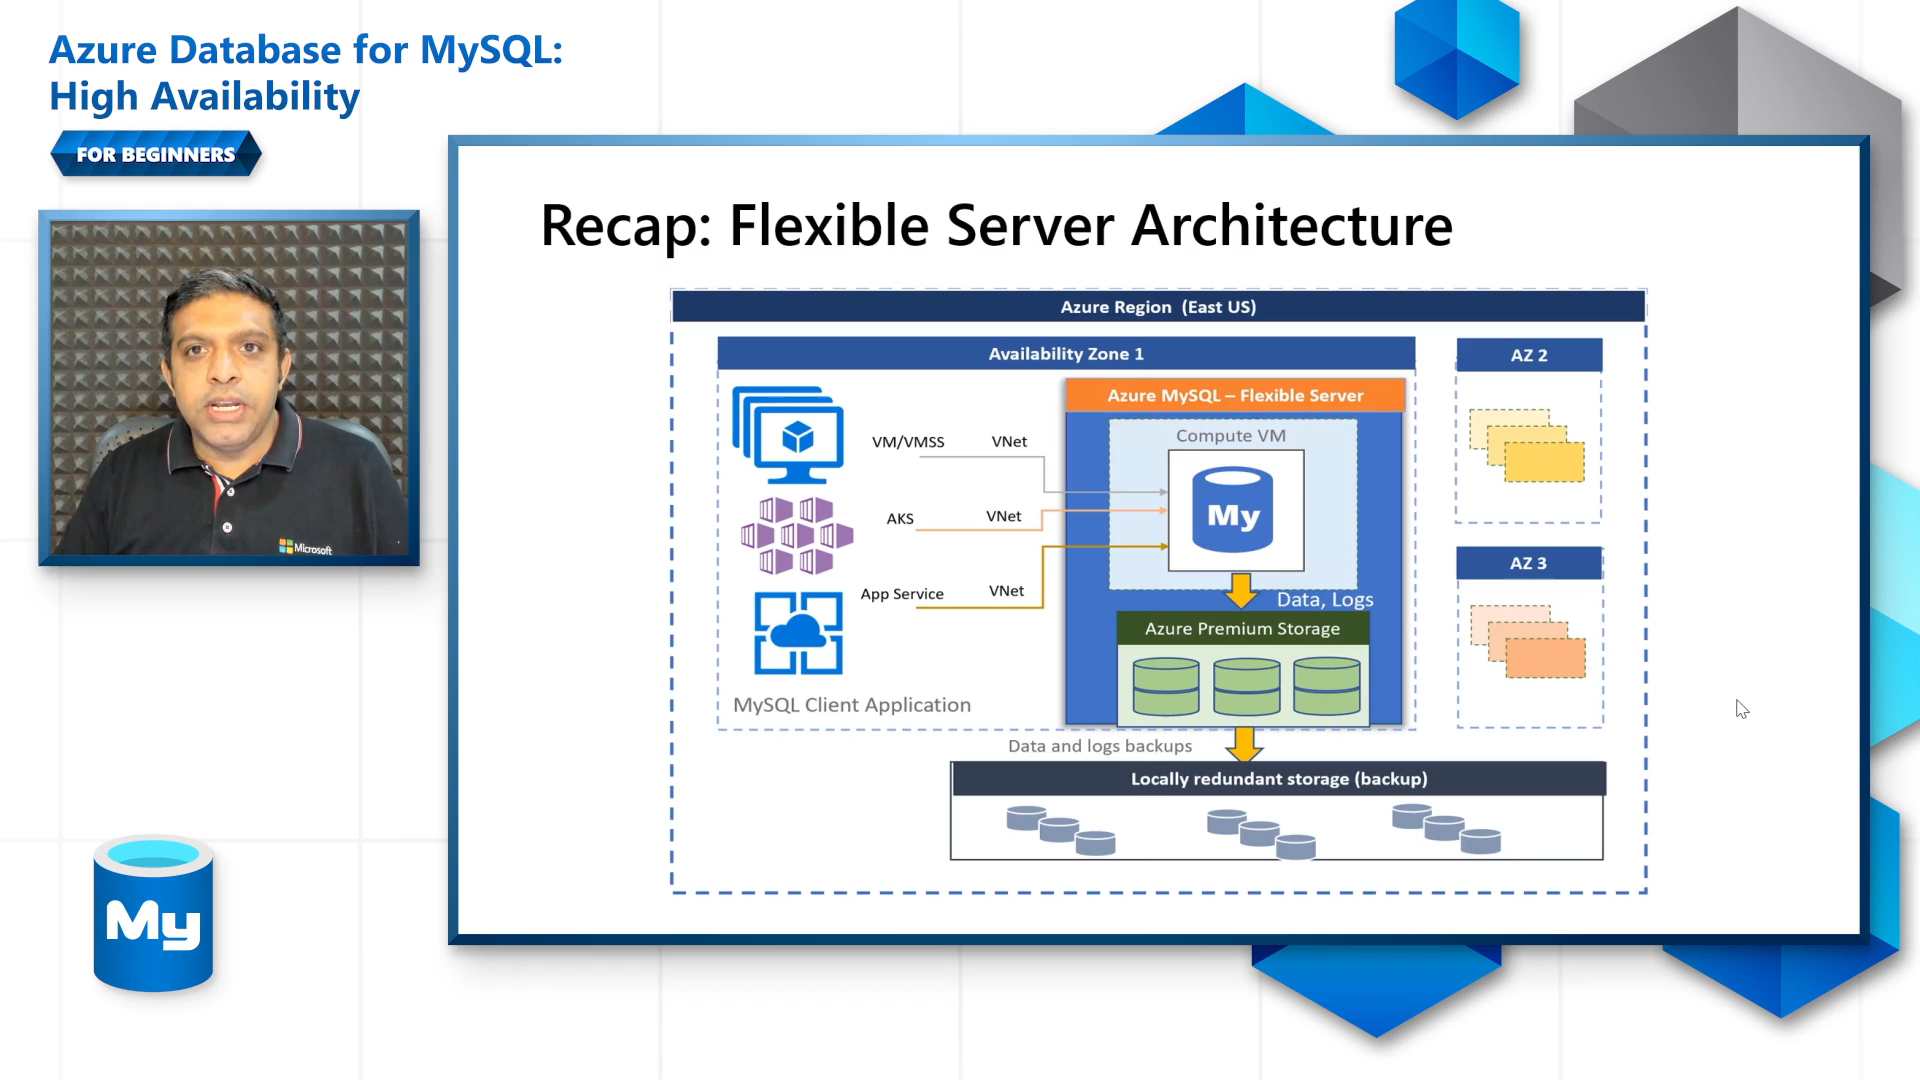 Azure Database for MySQL:
High Availability
FOR BEGINNERS
Microsoft
My
Recap: Flexible Server Architecture
Azure Region (East US)
Availability Zone 1
AZ 2
Azure MySQL – Flexible Server
Compute VM
VM/VMSS VNet
My
AKS VNet
AZ 3
App Service VNet
Data, Logs
Azure Premium Storage
MySQL Client Application
Data and logs backups
Locally redundant storage (backup)